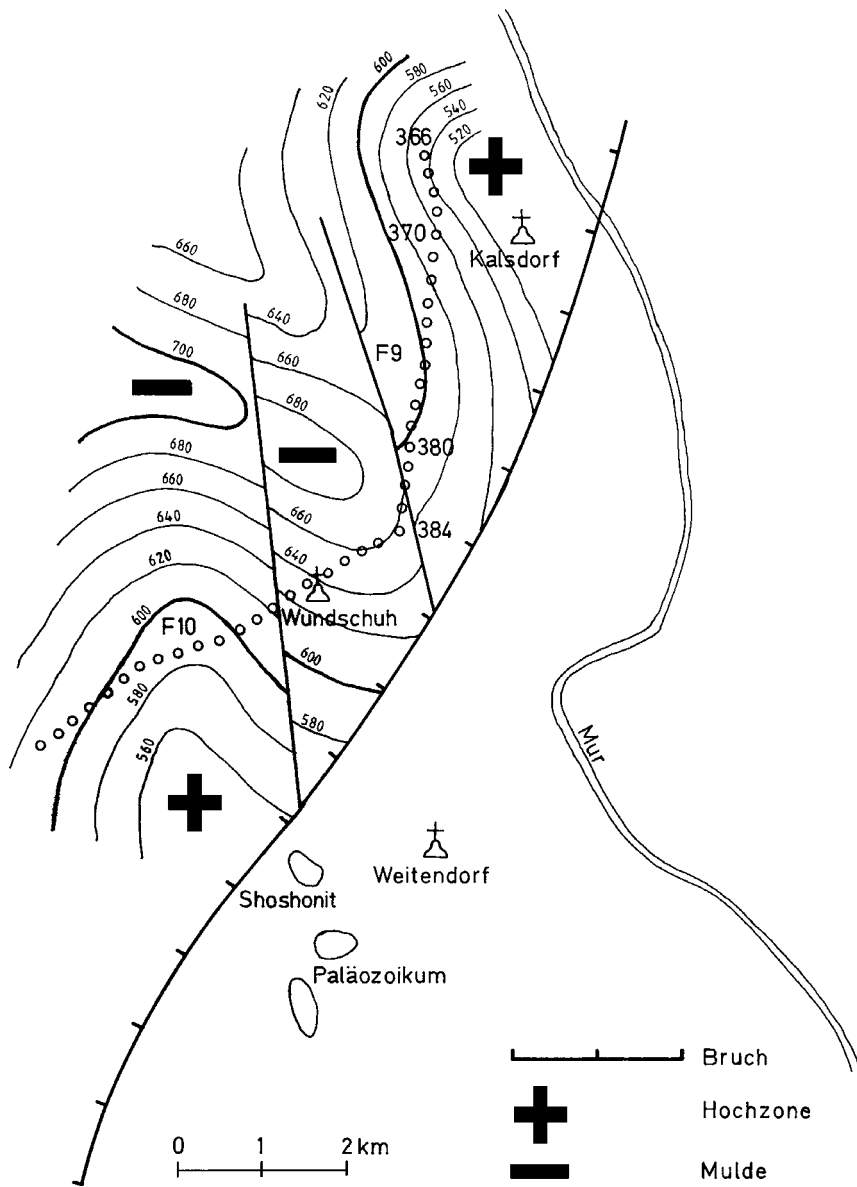 600
580
560
540
520
620
366
370
Kalsdorf
660
680
640
700
F9
660
680
680
380
660
660
384
640
640
620
Wundschuh
600
F10
600
580
580
560
Mur
Weitendorf
Shoshonit
Paläozoikum
Bruch
Hochzone
0 1 2 km
Mulde